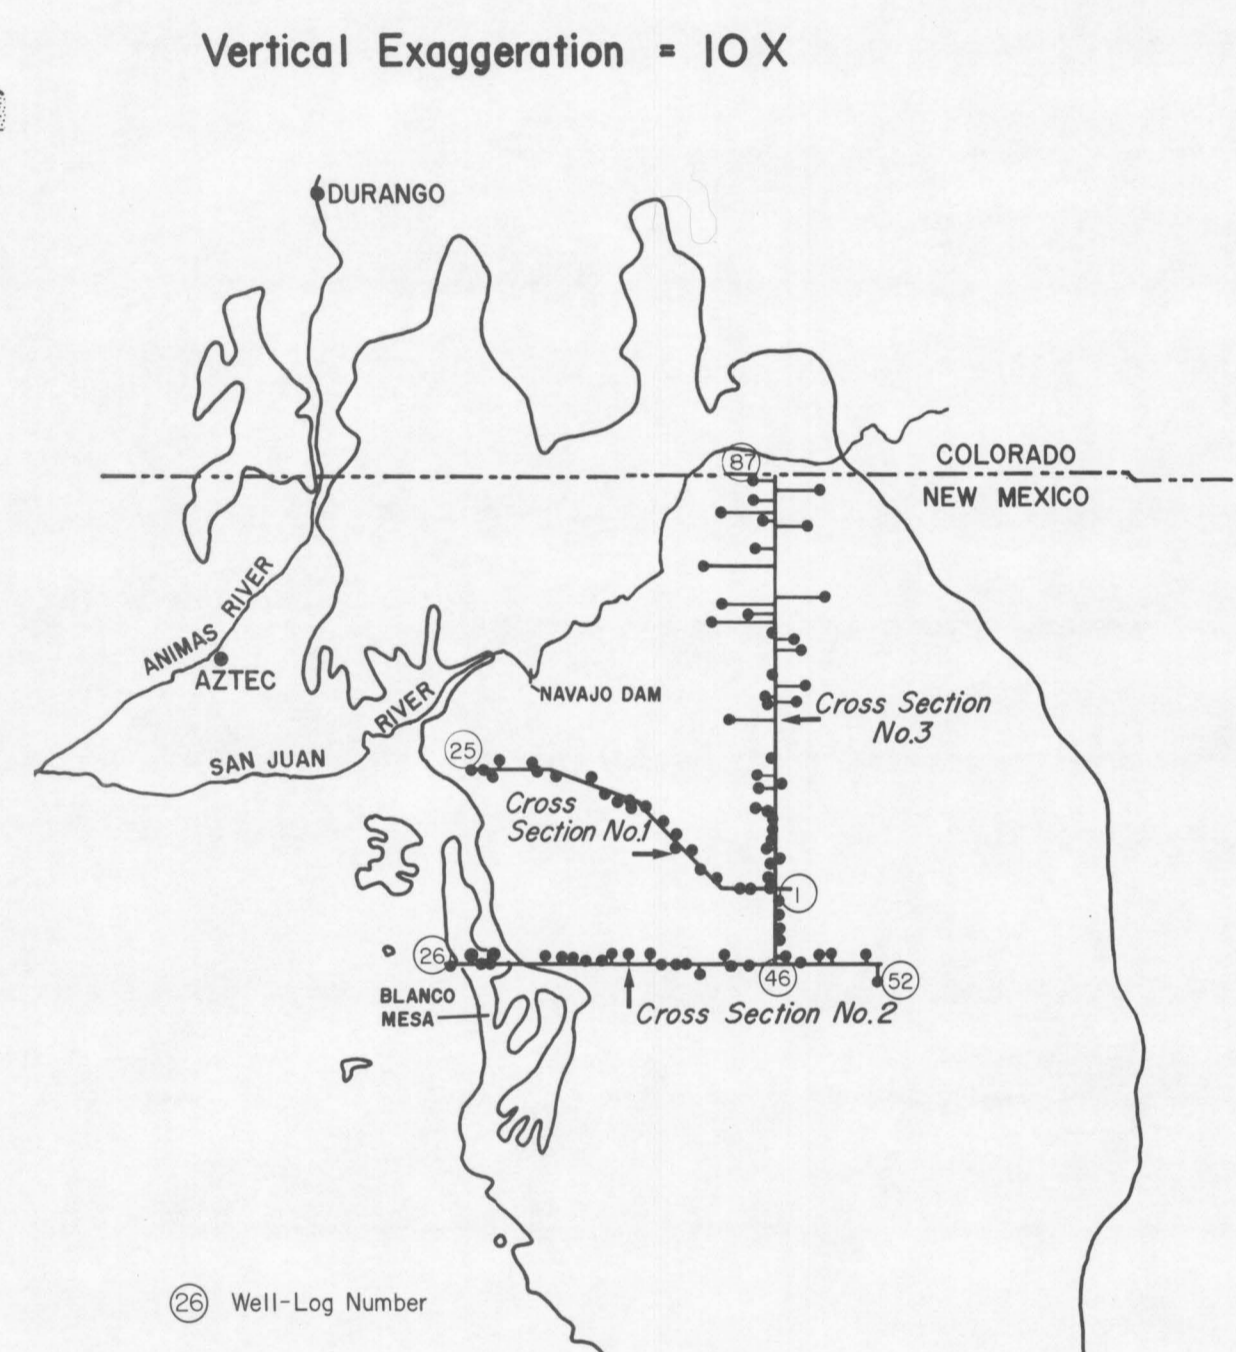 Vertical Exaggeration = 10 X
DURANGO
87
COLORADO
NEW MEXICO
ANIMAS RIVER
AZTEC
NAVAJO DAM
Cross Section
No.3
RIVER
SAN JUAN
25
Cross
Section No.1
1
26
46
52
BLANCO
MESA
Cross Section No.2
26 Well-Log Number